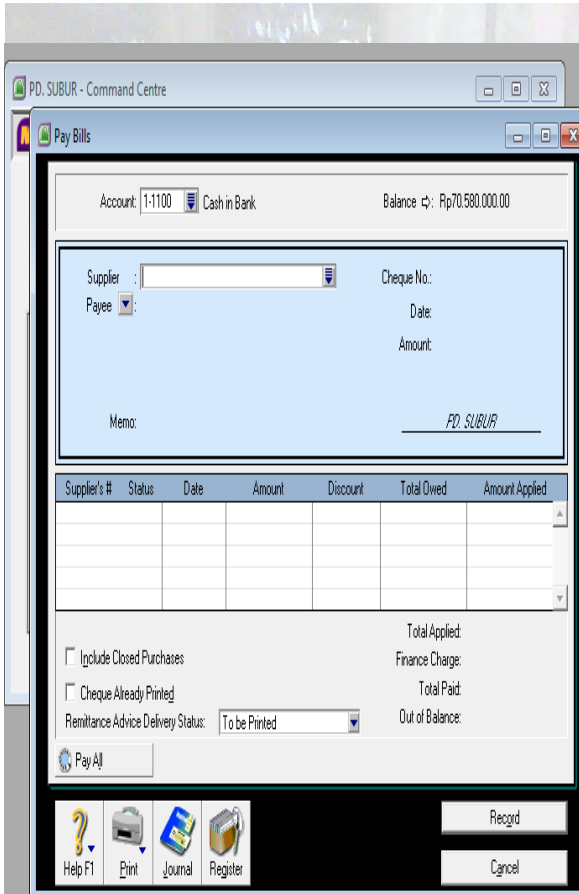 PD. SUBUR - Command Centre
Pay Bills
Account: 1-1100 Cash in Bank Balance ➩: Rp70.580.000.00
Supplier : Cheque No.:
Payee : Date:
Amount:
Memo: PD. SUBUR
Supplier's # Status Date Amount Discount Total Owed Amount Applied
Total Applied:
Include Closed Purchases Finance Charge:
Cheque Already Printed Total Paid:
Remittance Advice Delivery Status: To be Printed Out of Balance:
Pay All
Help F1 Print Journal Register
Record
Cancel